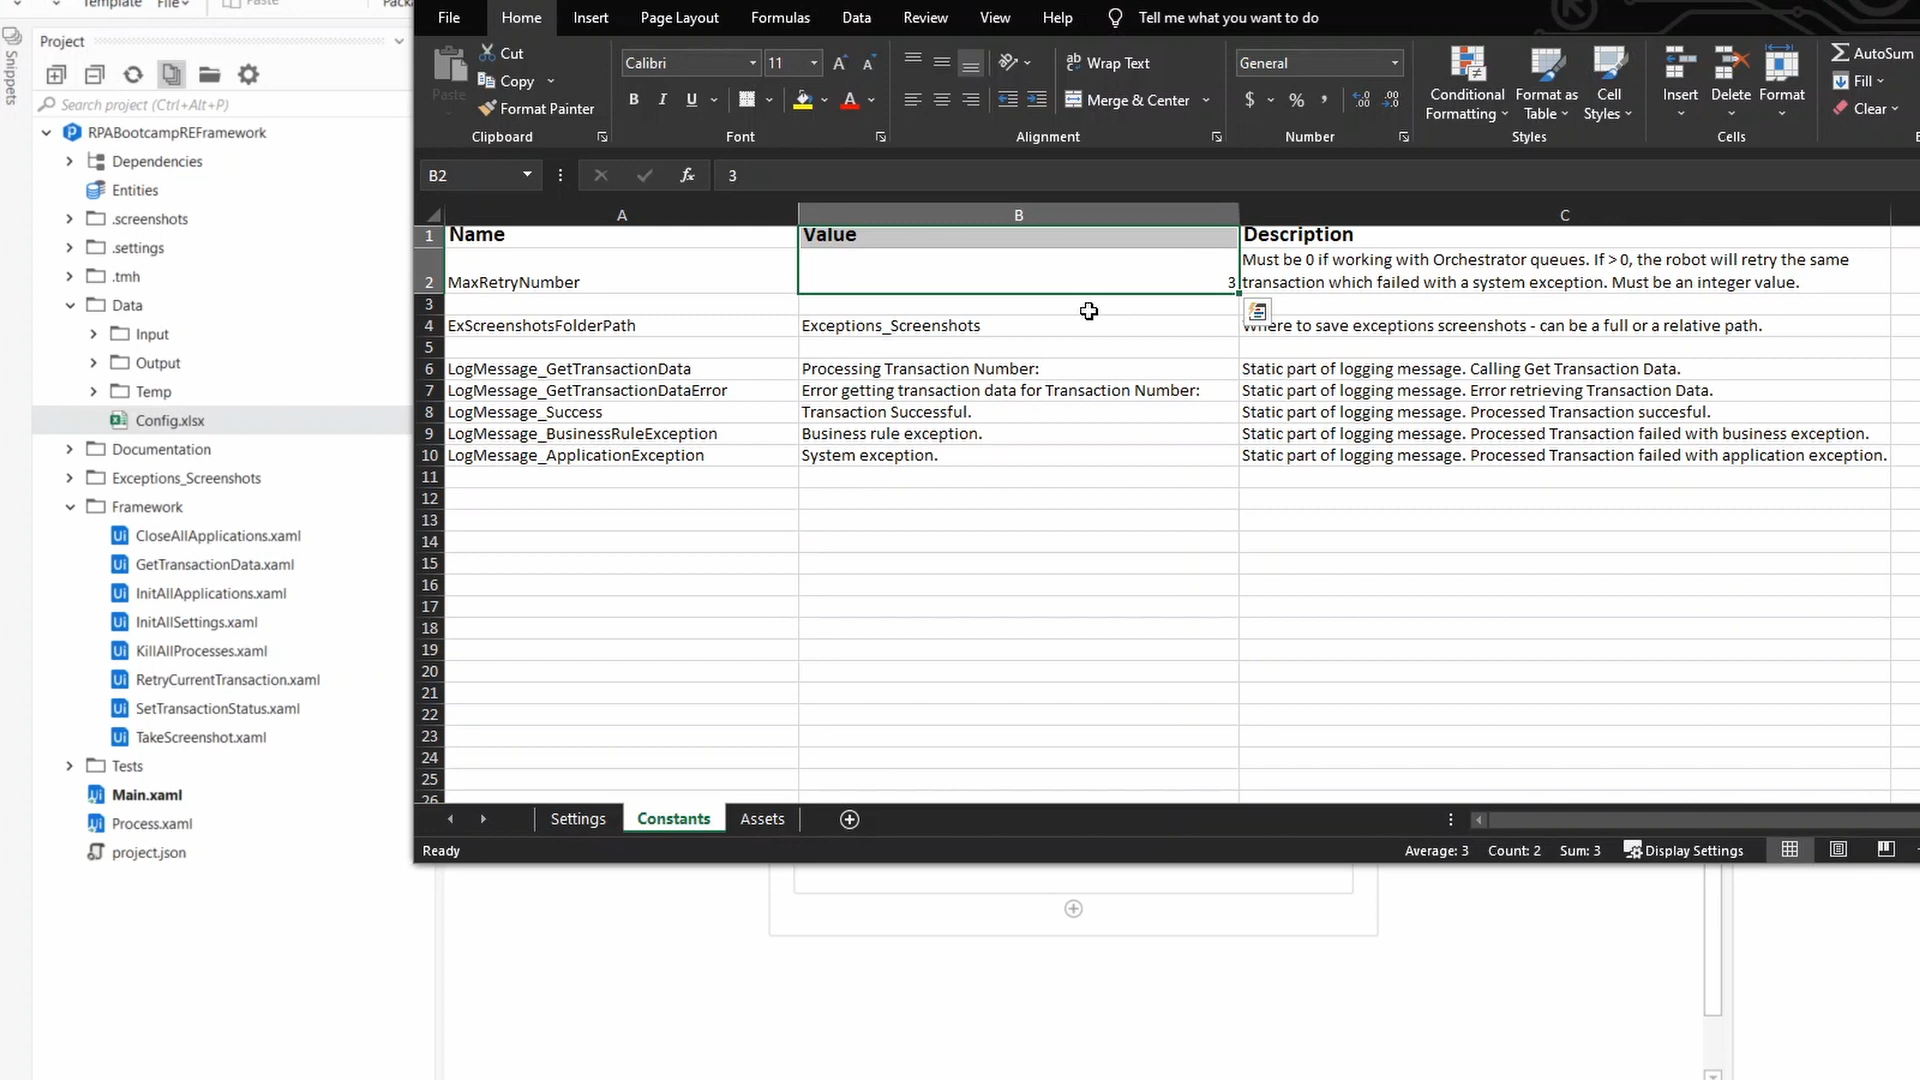 Template
File
Paste
Snippets
Project
Search project (Ctrl+Alt+P)
RPABootcampREFramework
Dependencies
Entities
.screenshots
.settings
.tmh
Data
Input
Output
Temp
Config.xlsx
Documentation
Exceptions_Screenshots
Framework
CloseAllApplications.xaml
GetTransactionData.xaml
InitAllApplications.xaml
InitAllSettings.xaml
KillAllProcesses.xaml
RetryCurrentTransaction.xaml
SetTransactionStatus.xaml
TakeScreenshot.xaml
Tests
Main.xaml
Process.xaml
project.json
File Home Insert Page Layout Formulas Data Review View Help Tell me what you want to do
Paste
Cut
Copy
Format Painter
Clipboard
Calibri 11
B I U
Font
Wrap Text
Merge & Center
Alignment
General
$ % ,
Number
Conditional Formatting
Format as Table
Cell Styles
Styles
Insert Delete Format
Cells
AutoSum
Fill
Clear
B2 fx 3
A B C
1 Name Value Description
Must be 0 if working with Orchestrator queues. If > 0, the robot will retry the same
2 MaxRetryNumber 3 transaction which failed with a system exception. Must be an integer value.
3
4 ExScreenshotsFolderPath Exceptions_Screenshots Where to save exceptions screenshots - can be a full or a relative path.
5
6 LogMessage_GetTransactionData Processing Transaction Number: Static part of logging message. Calling Get Transaction Data.
7 LogMessage_GetTransactionDataError Error getting transaction data for Transaction Number: Static part of logging message. Error retrieving Transaction Data.
8 LogMessage_Success Transaction Successful. Static part of logging message. Processed Transaction succesful.
9 LogMessage_BusinessRuleException Business rule exception. Static part of logging message. Processed Transaction failed with business exception.
10 LogMessage_ApplicationException System exception. Static part of logging message. Processed Transaction failed with application exception.
11
12
13
14
15
16
17
18
19
20
21
22
23
24
25
26
Settings Constants Assets
Ready Average: 3 Count: 2 Sum: 3 Display Settings